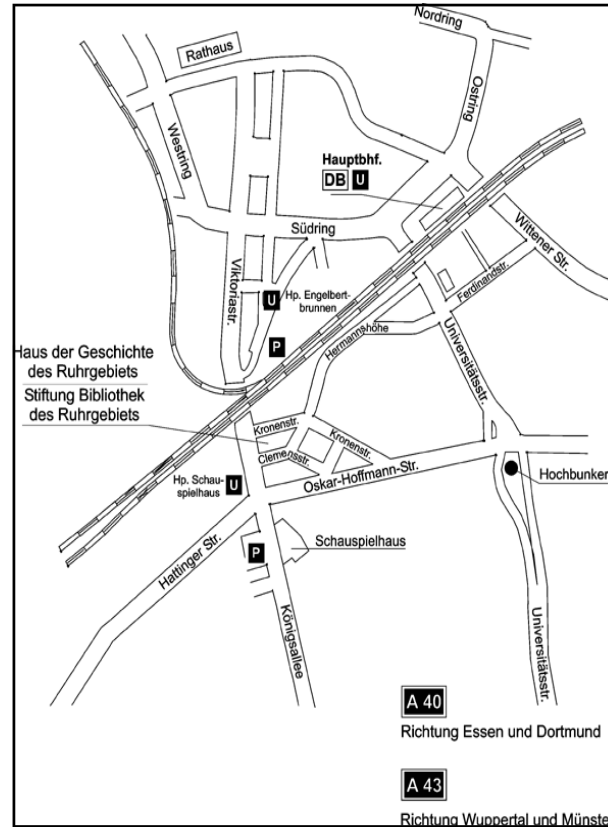 Nordring
Rathaus
Ostring
Westring
Hauptbhf.
DB U
Südring
Wittener Str.
Viktoriastr.
U Hp. Engelbert-
brunnen
Ferdinandstr.
P
Hermannshöhe
Universitätsstr.
Haus der Geschichte
des Ruhrgebiets
Stiftung Bibliothek
des Ruhrgebiets
Kronenstr.
Kronenstr.
Clemensstr.
Hp. Schau-
spielhaus
U
Oskar-Hoffmann-Str.
Hochbunker
Hattinger Str.
P
Schauspielhaus
Königsallee
Universitätsstr.
A 40
Richtung Essen und Dortmund
A 43
Richtung Wuppertal und Münste